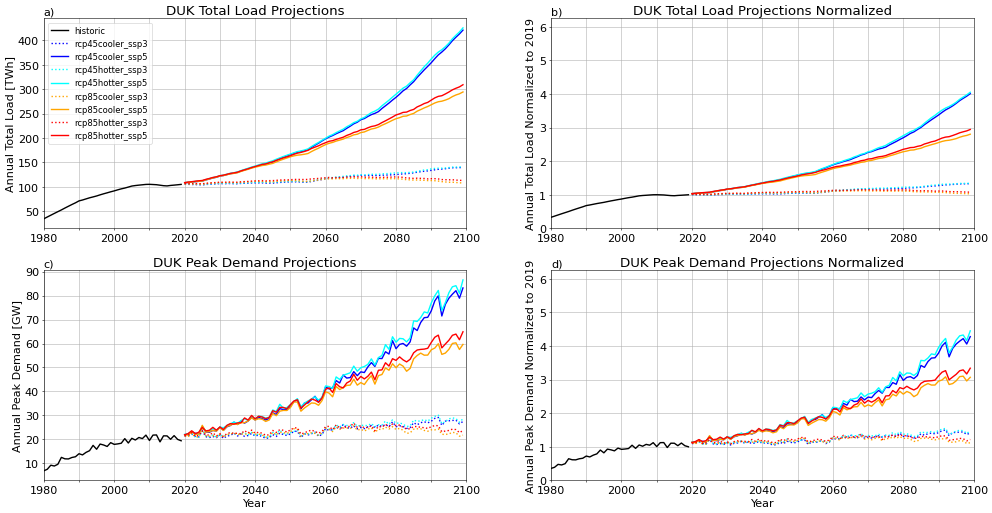 a)
DUK Total Load Projections
Annual Total Load [TWh]
400
350
300
250
200
150
100
50
historic
rcp45cooler_ssp3
rcp45cooler_ssp5
rcp45hotter_ssp3
rcp45hotter_ssp5
rcp85cooler_ssp3
rcp85cooler_ssp5
rcp85hotter_ssp3
rcp85hotter_ssp5
1980 2000 2020 2040 2060 2080 2100
b)
DUK Total Load Projections Normalized
Annual Total Load Normalized to 2019
6
5
4
3
2
1
0
1980 2000 2020 2040 2060 2080 2100
c)
DUK Peak Demand Projections
Annual Peak Demand [GW]
90
80
70
60
50
40
30
20
10
1980 2000 2020 2040 2060 2080 2100
Year
d)
DUK Peak Demand Projections Normalized
Annual Peak Demand Normalized to 2019
6
5
4
3
2
1
0
1980 2000 2020 2040 2060 2080 2100
Year